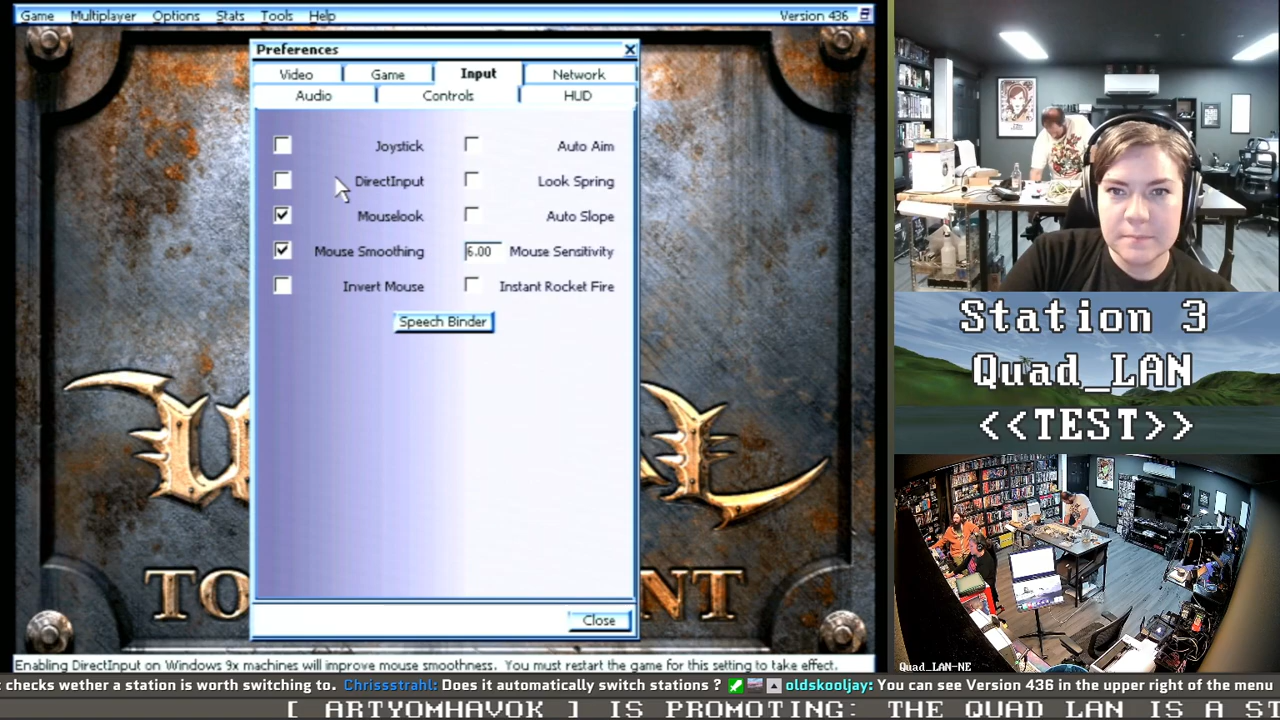 Game Multiplayer Options Stats Tools Help Version 436
Preferences
Video Game Input Network
Audio Controls HUD
Joystick Auto Aim
DirectInput Look Spring
Mouselook Auto Slope
Mouse Smoothing 6.00 Mouse Sensitivity
Invert Mouse Instant Rocket Fire
Speech Binder
Close
Enabling DirectInput on Windows 9x machines will improve mouse smoothness. You must restart the game for this setting to take effect.
Station 3
Quad_LAN
<<TEST>>
Quad_LAN-NE
checks wether a station is worth switching to. Chrissstrahl: Does it automatically switch stations ? oldskooljay: You can see Version 436 in the upper right of the menu
[ ARTYOMHAVOK ] IS PROMOTING: THE QUAD LAN IS A ST